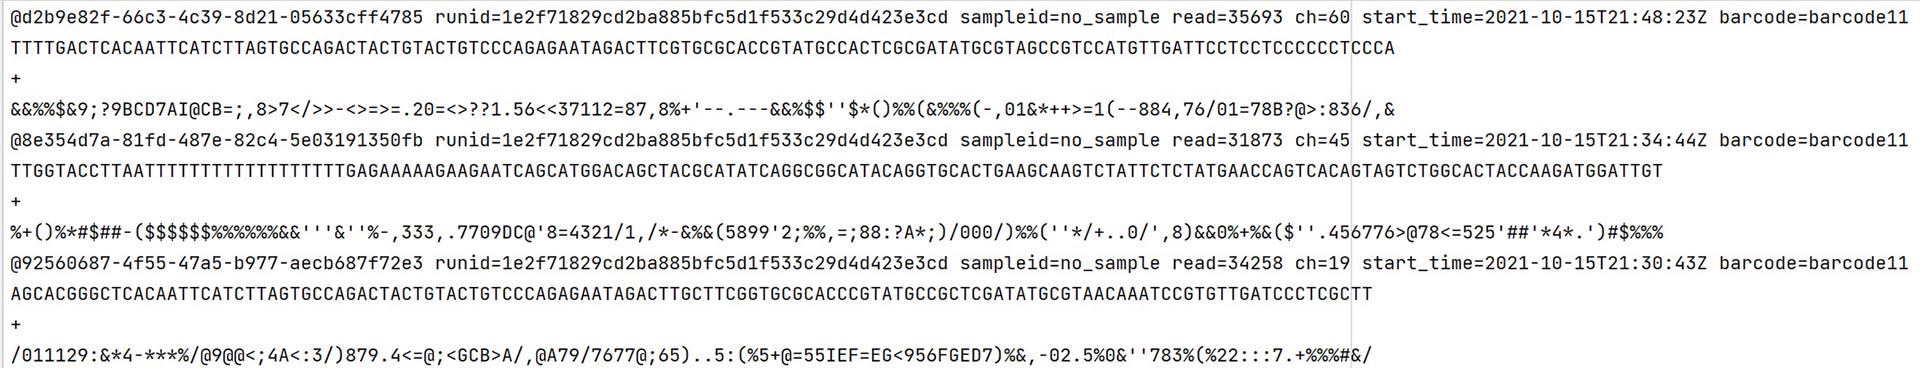 @d2b9e82f-66c3-4c39-8d21-05633cff4785 runid=1e2f71829cd2ba885bfc5d1f533c29d4d423e3cd sampleid=no_sample read=35693 ch=60 start_time=2021-10-15T21:48:23Z barcode=barcode11
TTTTGACTCACAATTCATCTTAGTGCCAGACTACTGTACTGTCCCAGAGAATAGACTTCGTGCGCACCGTATGCCACTCGCGATATGCGTAGCCGTCCATGTTGATTCCTCCTCCCCCCTCCCA
+
&&%%$&9;?9BCD7AI@CB=;,8>7</>>-<>=>=.20=<>??1.56<<37112=87,8%+'--.---&&%$$''$*()%%(&%%%(-,01&*++>=1(--884,76/01=78B?@>:836/,&
@8e354d7a-81fd-487e-82c4-5e03191350fb runid=1e2f71829cd2ba885bfc5d1f533c29d4d423e3cd sampleid=no_sample read=31873 ch=45 start_time=2021-10-15T21:34:44Z barcode=barcode11
TTGGTACCTTAATTTTTTTTTTTTTTTTTTGAGAAAAAGAAGAATCAGCATGGACAGCTACGCATATCAGGCGGCATACAGGTGCACTGAAGCAAGTCTATTCTCTATGAACCAGTCACAGTAGTCTGGCACTACCAAGATGGATTGT
+
%+()%*#$##-($$$$$$%%%%%%&&'''&''%-,333,.7709DC@'8=4321/1,/*-&%&(5899'2;%%,=;88:?A*;)/000/)%%(''*/+..0/',8)&&0%+%&($''.456776>@78<=525'##'*4*.')#$%%%
@92560687-4f55-47a5-b977-aecb687f72e3 runid=1e2f71829cd2ba885bfc5d1f533c29d4d423e3cd sampleid=no_sample read=34258 ch=19 start_time=2021-10-15T21:30:43Z barcode=barcode11
AGCACGGGCTCACAATTCATCTTAGTGCCAGACTACTGTACTGTCCCAGAGAATAGACTTGCTTCGGTGCGCACCCGTATGCCGCTCGATATGCGTAACAAATCCGTGTTGATCCCTCGCTT
+
/011129:&*4-***%/@9@@<;4A<:3/)879.4<=@;<GCB>A/,@A79/7677@;65)..5:(%5+@=55IEF=EG<956FGED7)%&,-02.5%0&''783%(%22:::7.+%%%#&/